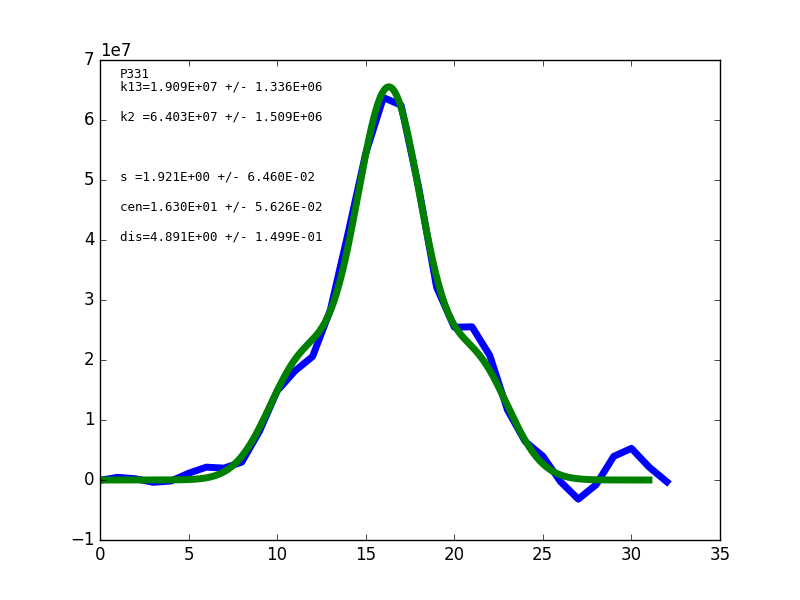 1e7
7
P331
k13=1.909E+07 +/- 1.336E+06
6
k2 =6.403E+07 +/- 1.509E+06
5
s =1.921E+00 +/- 6.460E-02
cen=1.630E+01 +/- 5.626E-02
4
dis=4.891E+00 +/- 1.499E-01
3
2
1
0
−1
0 5 10 15 20 25 30 35